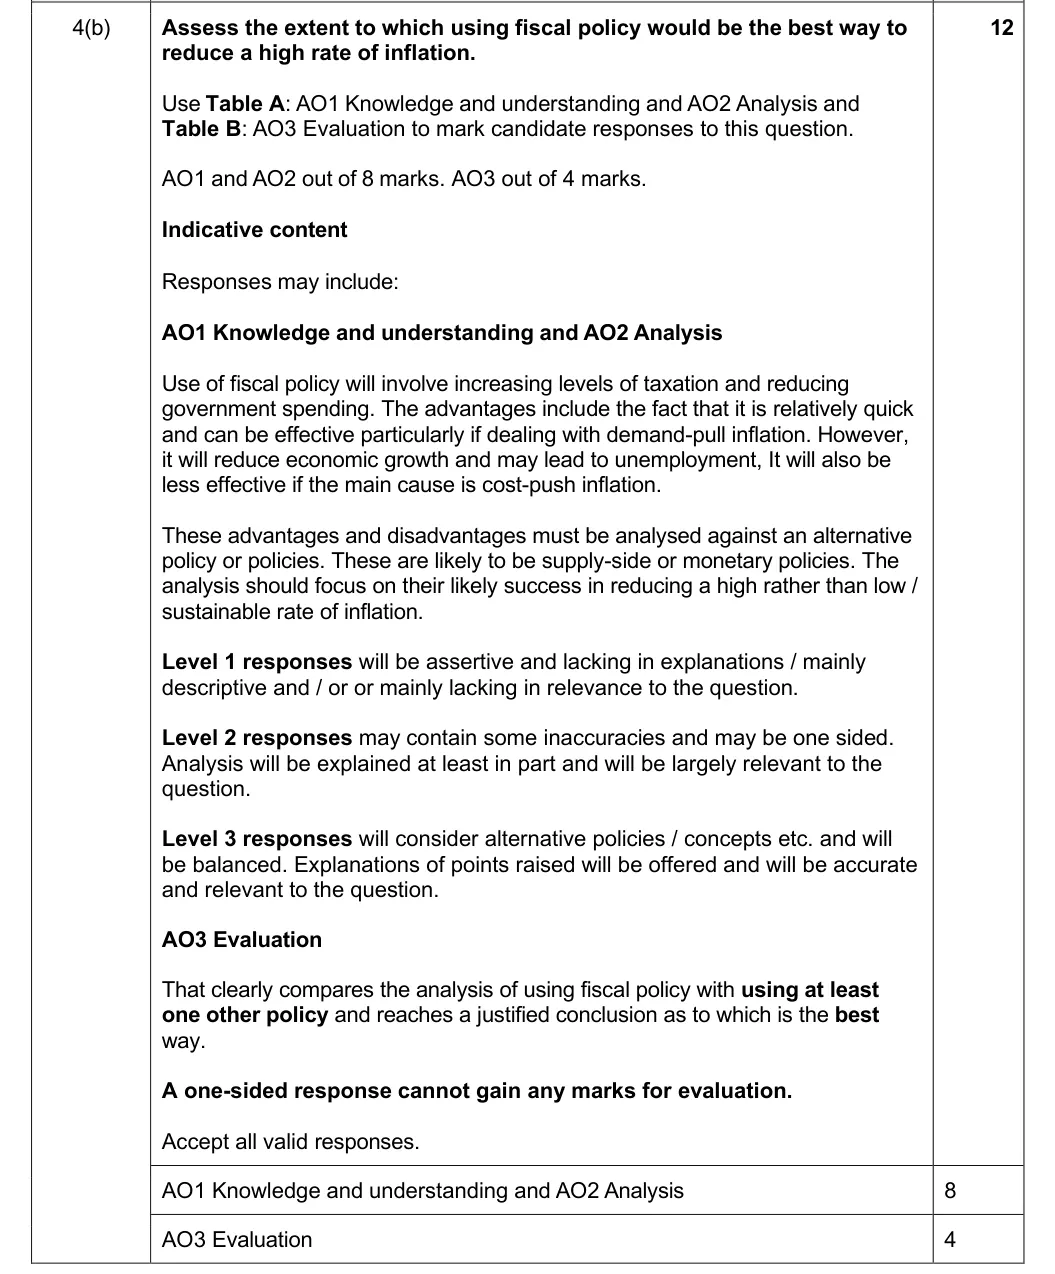 4(b)
Assess the extent to which using fiscal policy would be the best way to
reduce a high rate of inflation.
12
Use Table A: AO1 Knowledge and understanding and AO2 Analysis and
Table B: AO3 Evaluation to mark candidate responses to this question.
AO1 and AO2 out of 8 marks. AO3 out of 4 marks.
Indicative content
Responses may include:
AO1 Knowledge and understanding and AO2 Analysis
Use of fiscal policy will involve increasing levels of taxation and reducing
government spending. The advantages include the fact that it is relatively quick
and can be effective particularly if dealing with demand-pull inflation. However,
it will reduce economic growth and may lead to unemployment, It will also be
less effective if the main cause is cost-push inflation.
These advantages and disadvantages must be analysed against an alternative
policy or policies. These are likely to be supply-side or monetary policies. The
analysis should focus on their likely success in reducing a high rather than low /
sustainable rate of inflation.
Level 1 responses will be assertive and lacking in explanations / mainly
descriptive and / or or mainly lacking in relevance to the question.
Level 2 responses may contain some inaccuracies and may be one sided.
Analysis will be explained at least in part and will be largely relevant to the
question.
Level 3 responses will consider alternative policies / concepts etc. and will
be balanced. Explanations of points raised will be offered and will be accurate
and relevant to the question.
AO3 Evaluation
That clearly compares the analysis of using fiscal policy with using at least
one other policy and reaches a justified conclusion as to which is the best
way.
A one-sided response cannot gain any marks for evaluation.
Accept all valid responses.
AO1 Knowledge and understanding and AO2 Analysis
8
AO3 Evaluation
4